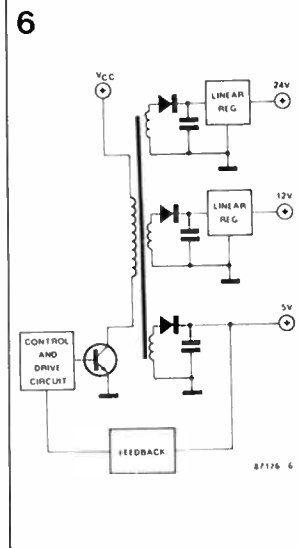 6
VCC
LINEAR
REG
24V
LINEAR
REG
12V
5V
CONTROL
AND
DRIVE
CIRCUIT
FEEDBACK
87126 6